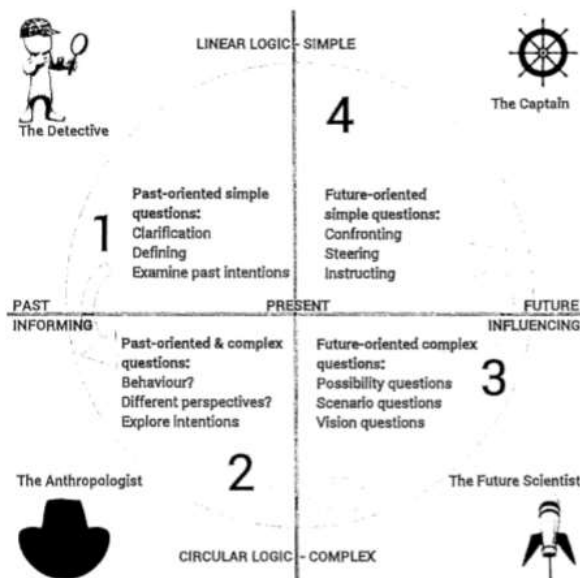 LINEAR LOGIC - SIMPLE
The Detective
The Captain
4
1
Past-oriented simple
questions:
Clarification
Defining
Examine past intentions
Future-oriented
simple questions:
Confronting
Steering
Instructing
PAST
PRESENT
FUTURE
INFORMING
INFLUENCING
Past-oriented & complex
questions:
Behaviour?
Different perspectives?
Explore intentions
Future-oriented complex
questions:
Possibility questions
Scenario questions
Vision questions
3
2
The Anthropologist
The Future Scientist
CIRCULAR LOGIC - COMPLEX